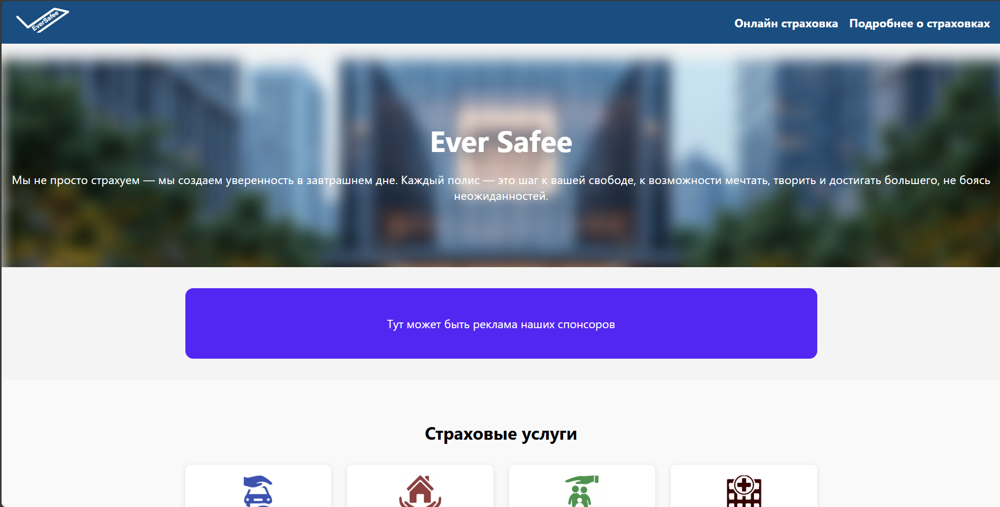 EverSafee
Онлайн страховка Подробнее о страховках
Ever Safee
Мы не просто страхуем — мы создаем уверенность в завтрашнем дне. Каждый полис — это шаг к вашей свободе, к возможности мечтать, творить и достигать большего, не боясь
неожиданностей.
Тут может быть реклама наших спонсоров
Страховые услуги